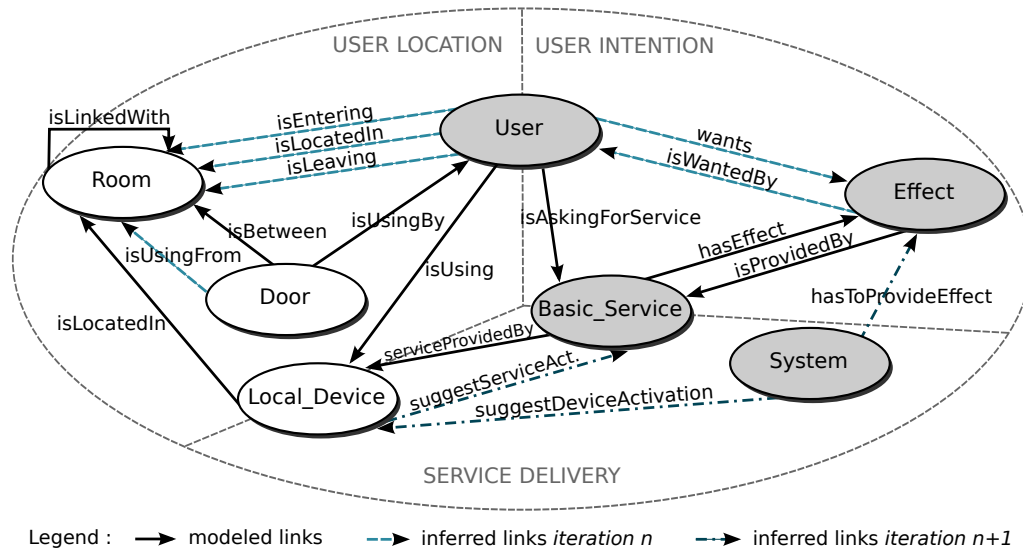 USER LOCATION
USER INTENTION
isLinkedWith
isEntering
isLocatedIn
isLeaving
User
wants
isWantedBy
Room
Effect
isUsingBy
isAskingForService
isBetween
isUsingFrom
hasEffect
isProvidedBy
isUsing
Door
Basic_Service
hasToProvideEffect
isLocatedIn
serviceProvidedBy
System
suggestServiceAct.
Local_Device
suggestDeviceActivation
SERVICE DELIVERY
Legend : modeled links inferred links iteration n inferred links iteration n+1